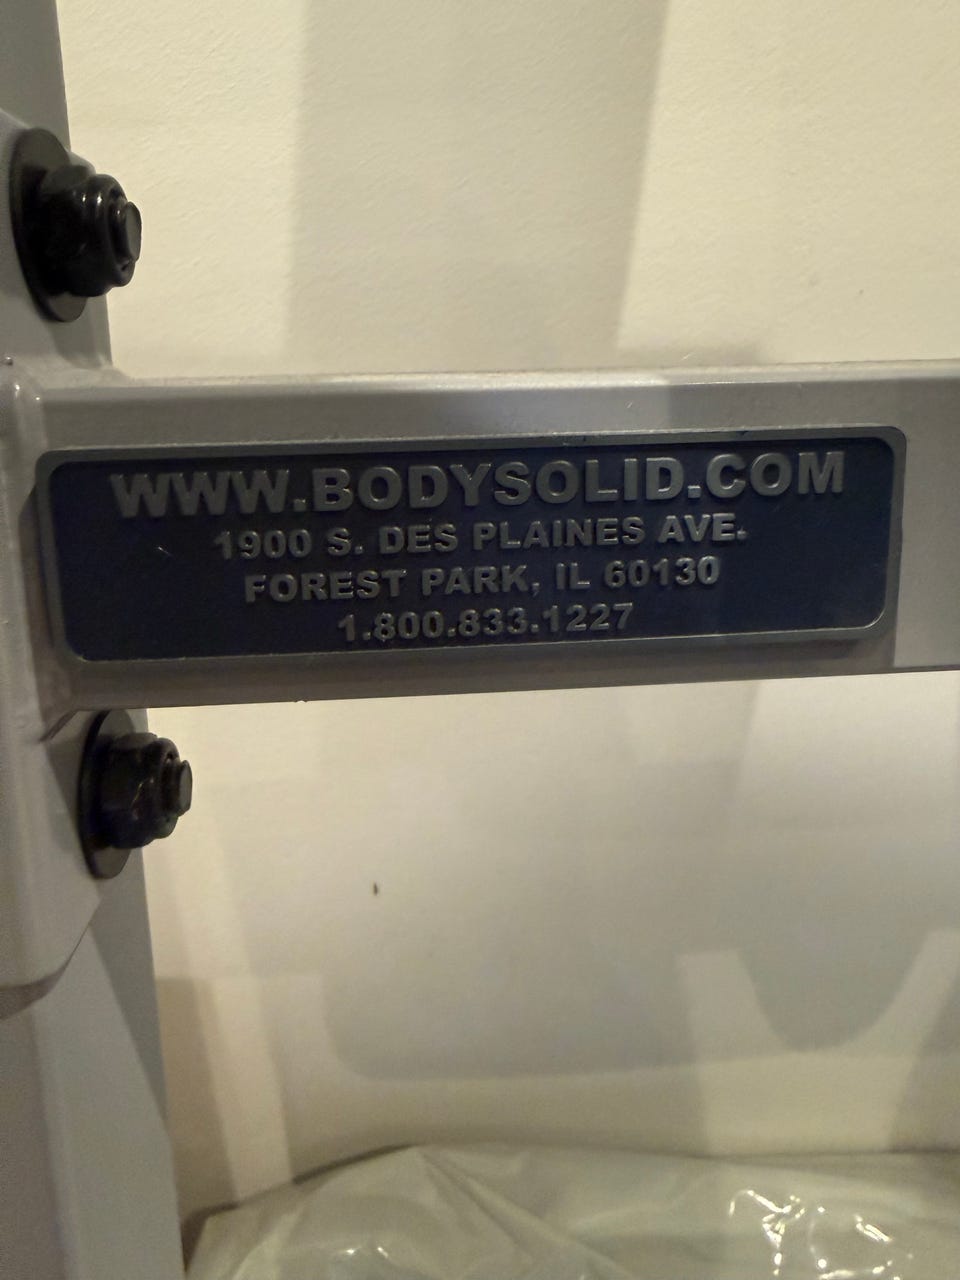 WWW.BODYSOLID.COM
1900 S. DES PLAINES AVE.
FOREST PARK, IL 60130
1.800.833.1227